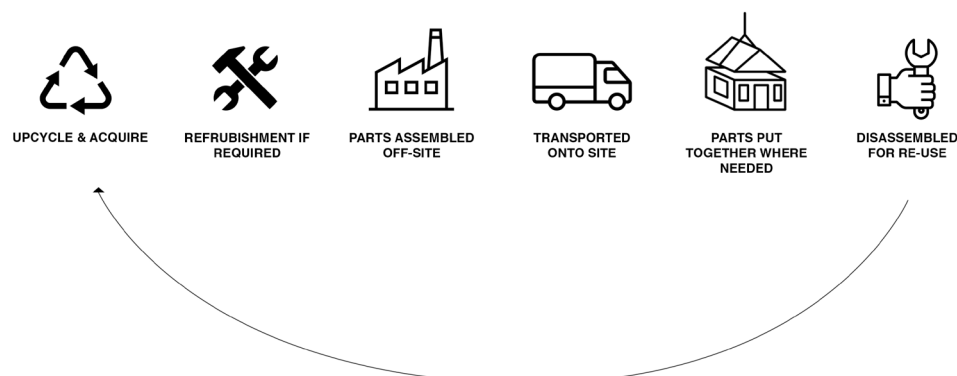 UPCYCLE & ACQUIRE
REFRUBISHMENT IF
REQUIRED
PARTS ASSEMBLED
OFF-SITE
TRANSPORTED
ONTO SITE
PARTS PUT
TOGETHER WHERE
NEEDED
DISASSEMBLED
FOR RE-USE